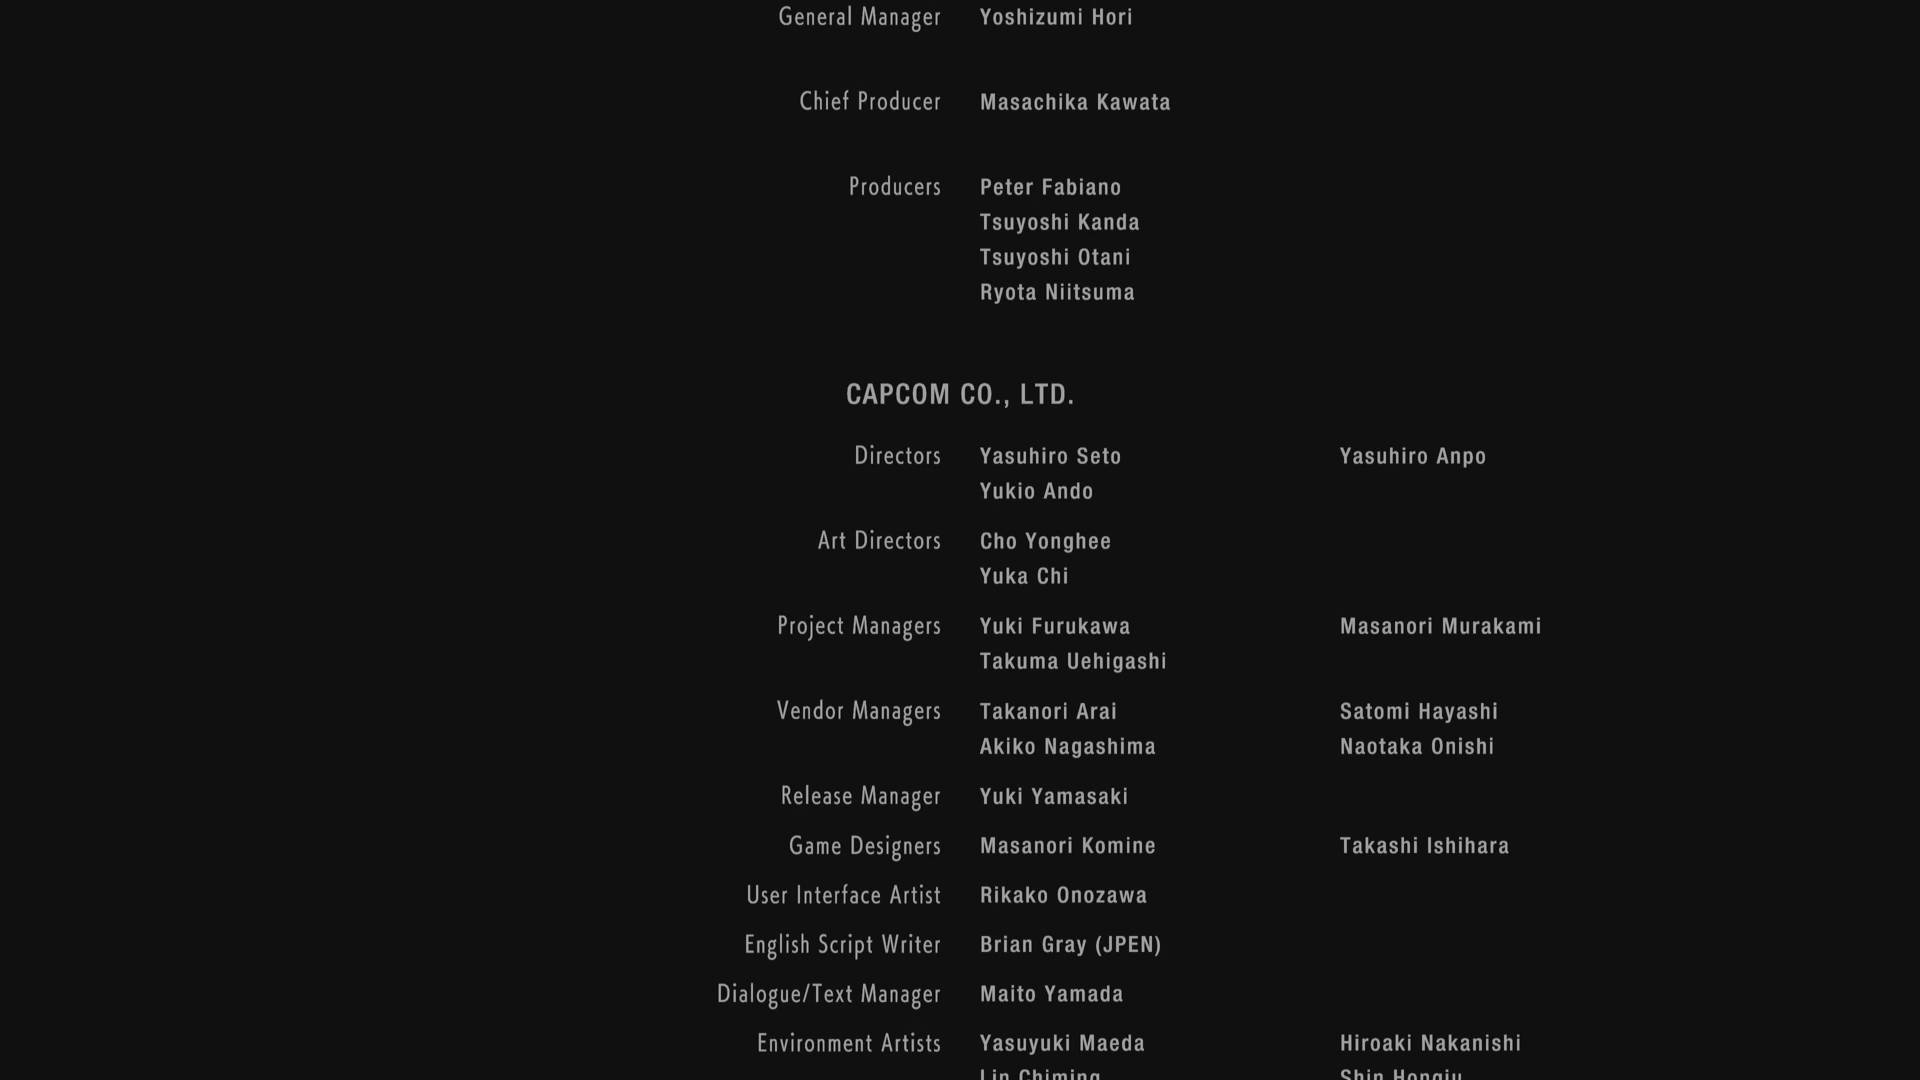 General Manager Yoshizumi Hori
Chief Producer Masachika Kawata
Producers Peter Fabiano
Tsuyoshi Kanda
Tsuyoshi Otani
Ryota Niitsuma
CAPCOM CO., LTD.
Directors Yasuhiro Seto Yasuhiro Anpo
Yukio Ando
Art Directors Cho Yonghee
Yuka Chi
Project Managers Yuki Furukawa Masanori Murakami
Takuma Uehigashi
Vendor Managers Takanori Arai Satomi Hayashi
Akiko Nagashima Naotaka Onishi
Release Manager Yuki Yamasaki
Game Designers Masanori Komine Takashi Ishihara
User Interface Artist Rikako Onozawa
English Script Writer Brian Gray (JPEN)
Dialogue/Text Manager Maito Yamada
Environment Artists Yasuyuki Maeda Hiroaki Nakanishi
Lin Chiming Shin Hongju